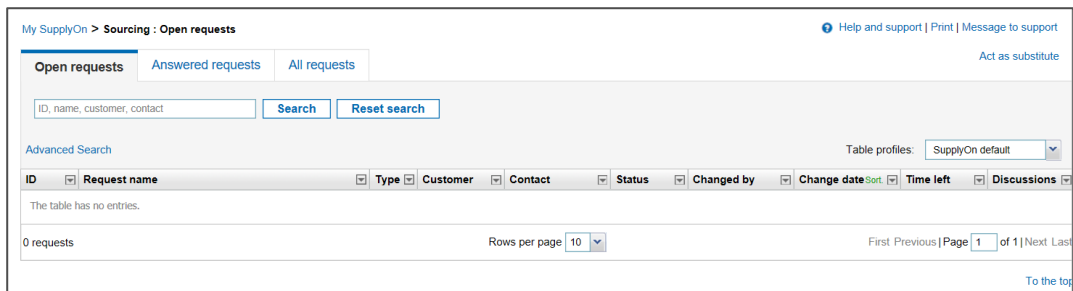 My SupplyOn > Sourcing : Open requests
Help and support | Print | Message to support
Act as substitute
Open requests Answered requests All requests
ID, name, customer, contact Search Reset search
Advanced Search
Table profiles: SupplyOn default
ID Request name Type Customer Contact Status Changed by Change date Sort. Time left Discussions
The table has no entries.
0 requests Rows per page 10 First Previous | Page 1 of 1 | Next Last
To the top